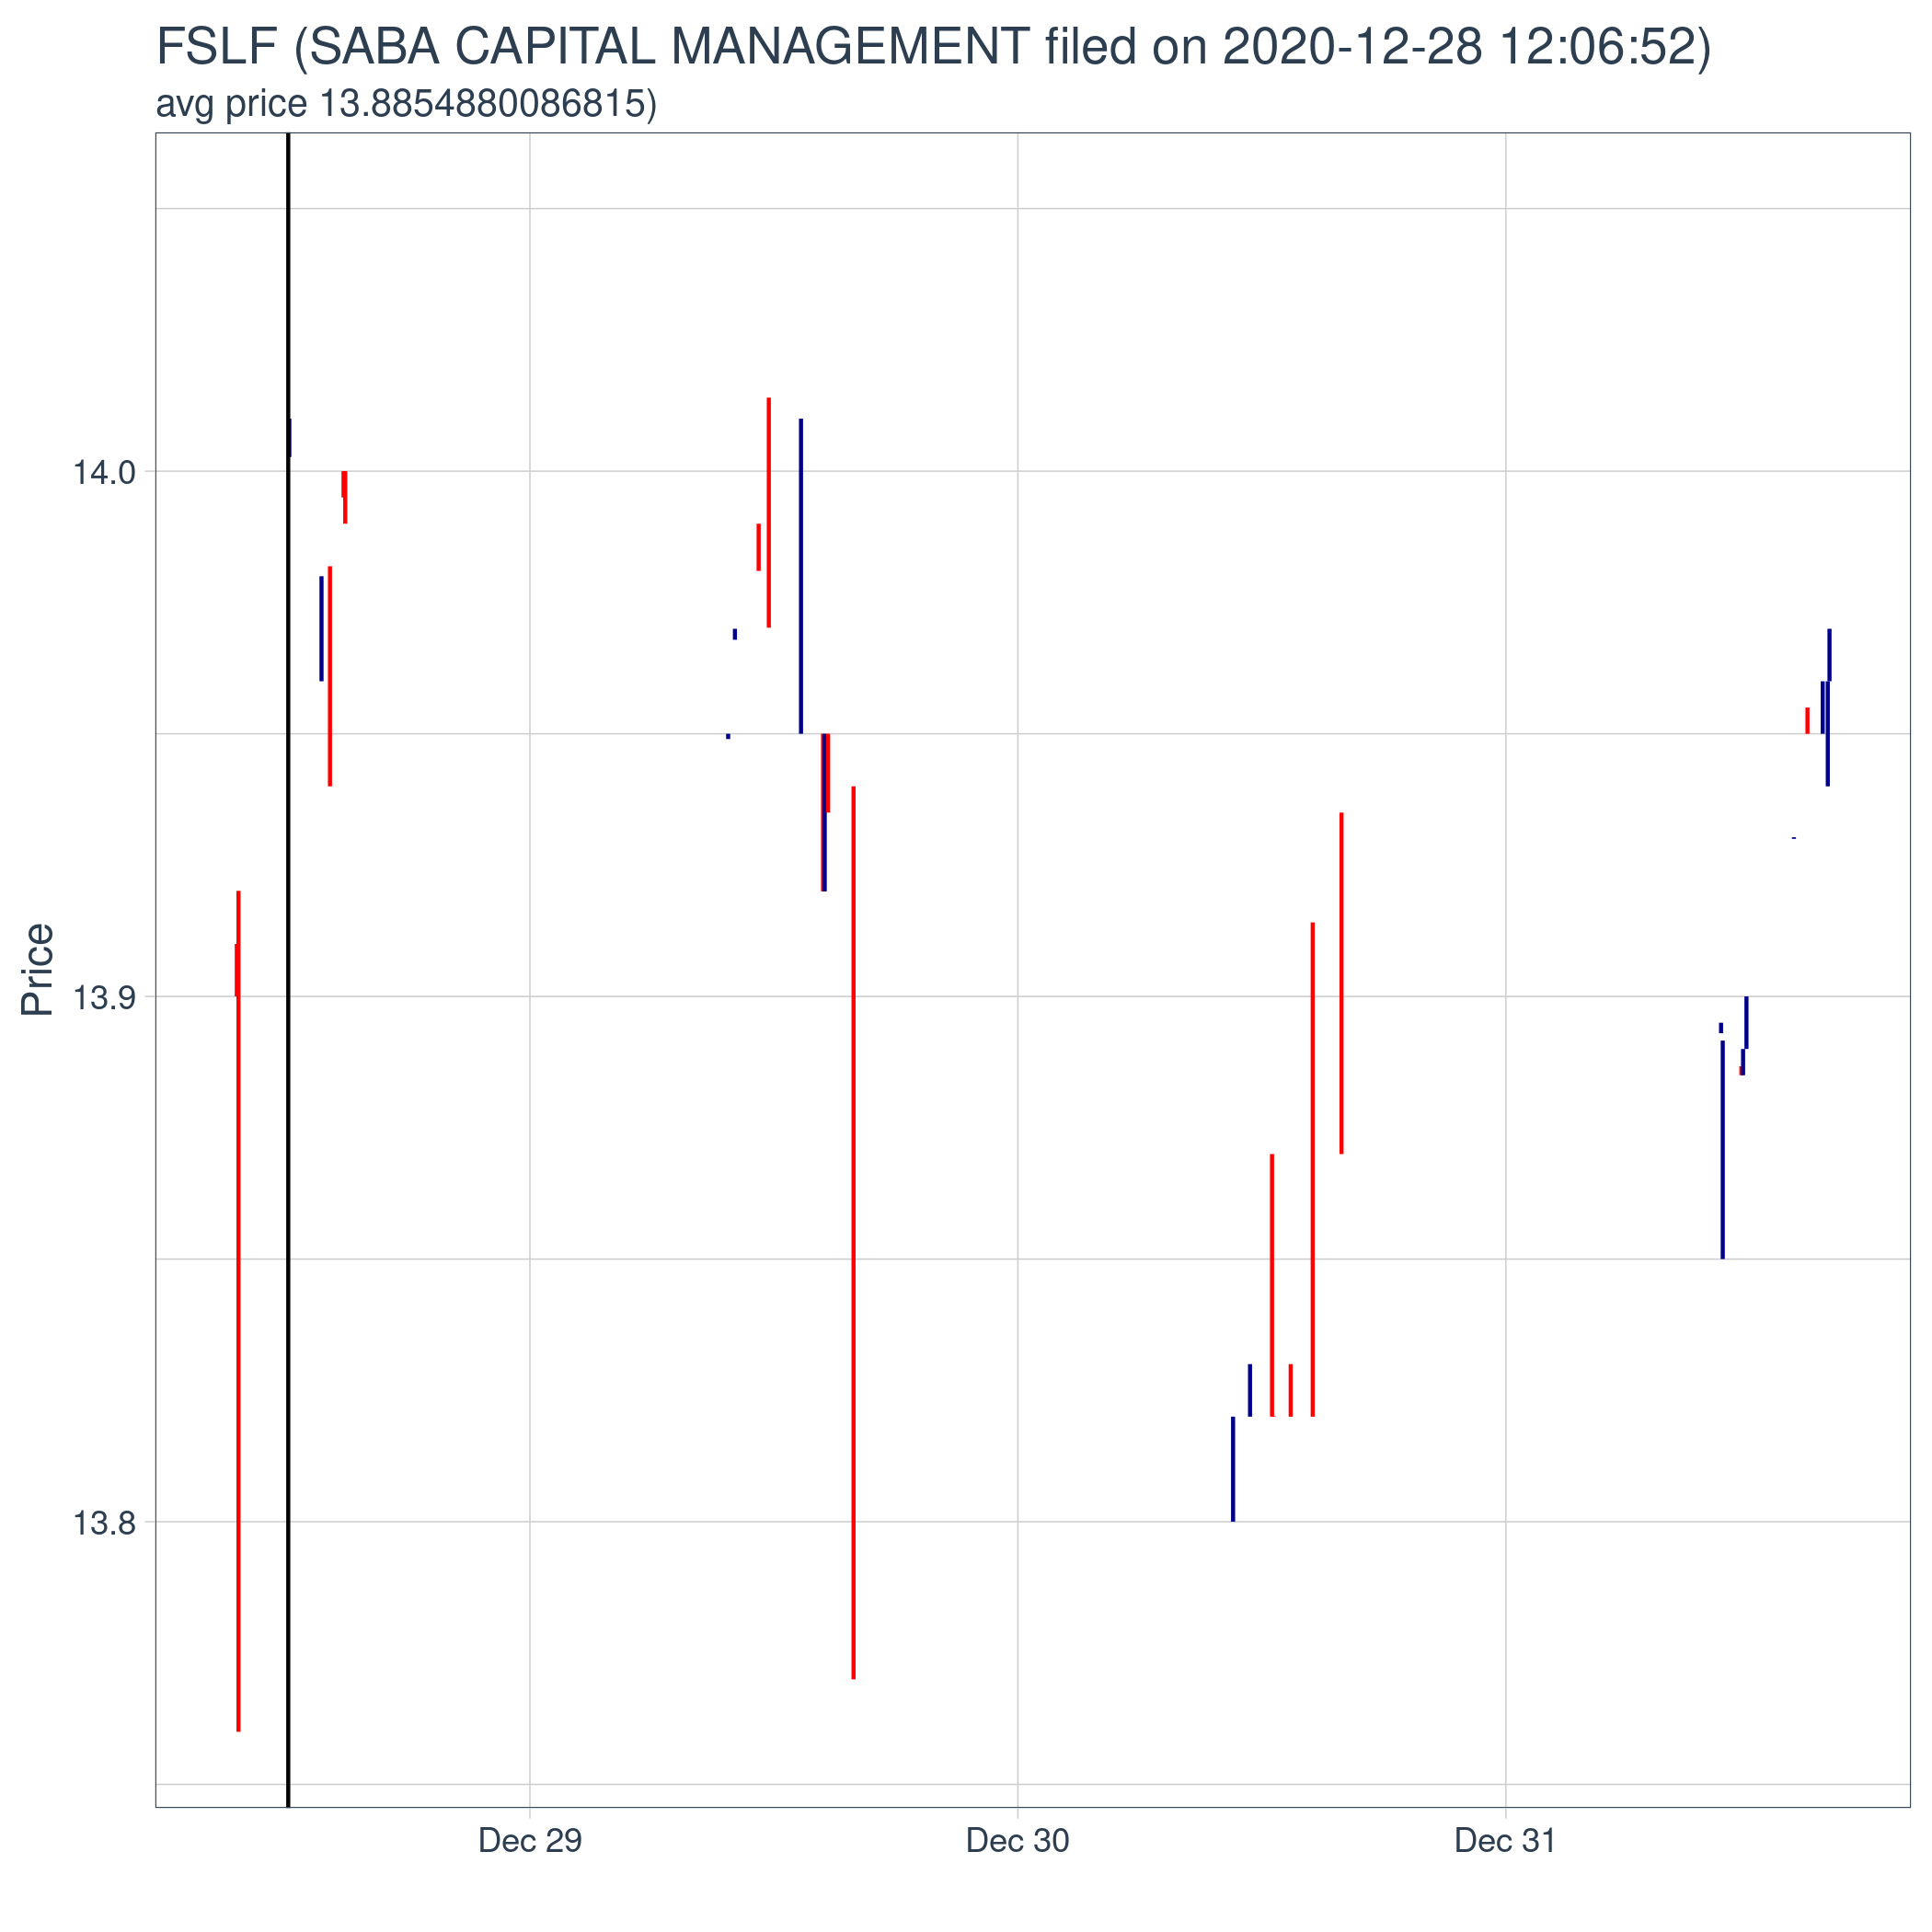 FSLF (SABA CAPITAL MANAGEMENT filed on 2020-12-28 12:06:52)
avg price 13.8854880086815)
14.0
13.9
13.8
Price
Dec 29
Dec 30
Dec 31